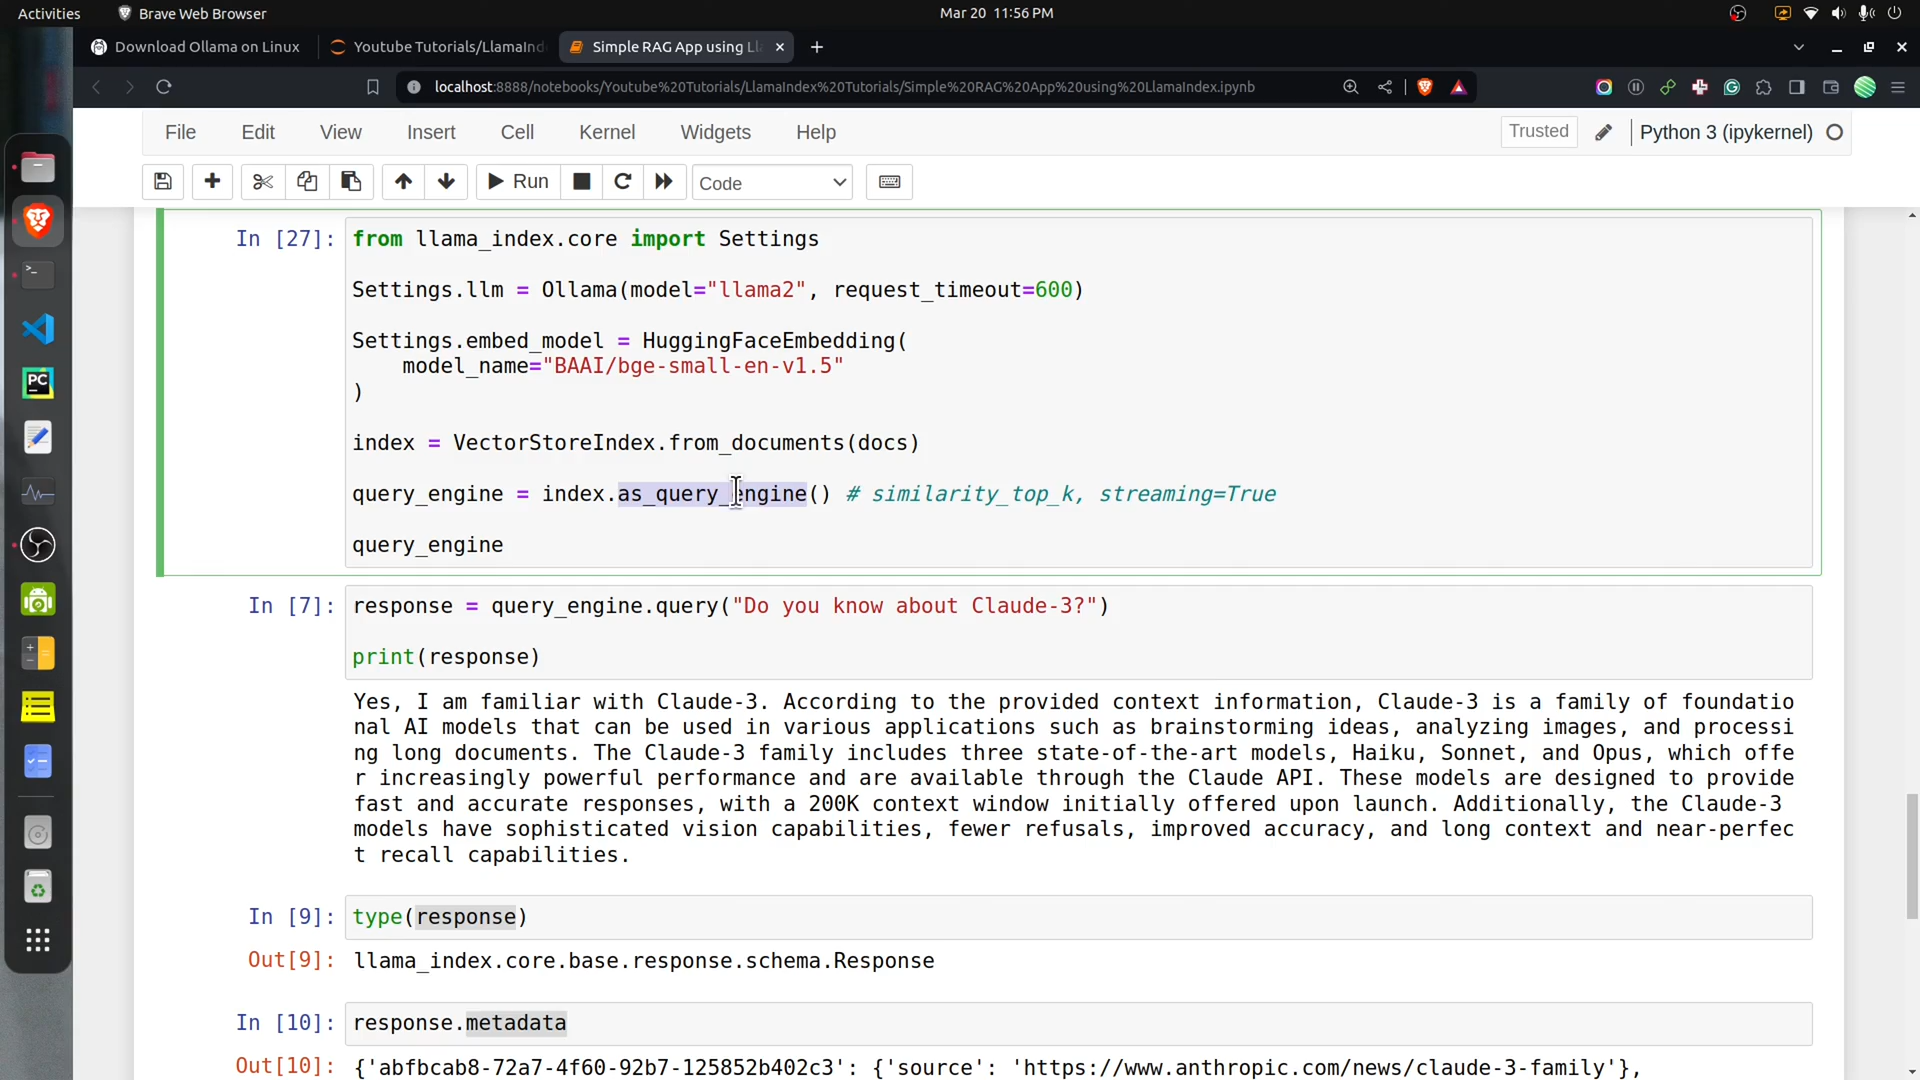 Activities
Brave Web Browser
Mar 20 11:56 PM
Download Ollama on Linux
Youtube Tutorials/LlamaInd
Simple RAG App using Ll
localhost:8888/notebooks/Youtube%20Tutorials/LlamaIndex%20Tutorials/Simple%20RAG%20App%20using%20LlamaIndex.ipynb
File Edit View Insert Cell Kernel Widgets Help
Trusted
Python 3 (ipykernel)
Run
Code
In [27]: from llama_index.core import Settings
Settings.llm = Ollama(model="llama2", request_timeout=600)
Settings.embed_model = HuggingFaceEmbedding(
model_name="BAAI/bge-small-en-v1.5"
)
index = VectorStoreIndex.from_documents(docs)
query_engine = index.as_query_engine() # similarity_top_k, streaming=True
query_engine
In [7]: response = query_engine.query("Do you know about Claude-3?")
print(response)
Yes, I am familiar with Claude-3. According to the provided context information, Claude-3 is a family of foundatio
nal AI models that can be used in various applications such as brainstorming ideas, analyzing images, and processi
ng long documents. The Claude-3 family includes three state-of-the-art models, Haiku, Sonnet, and Opus, which offe
r increasingly powerful performance and are available through the Claude API. These models are designed to provide
fast and accurate responses, with a 200K context window initially offered upon launch. Additionally, the Claude-3
models have sophisticated vision capabilities, fewer refusals, improved accuracy, and long context and near-perfec
t recall capabilities.
In [9]: type(response)
Out[9]: llama_index.core.base.response.schema.Response
In [10]: response.metadata
Out[10]: {'abfbcab8-72a7-4f60-92b7-125852b402c3': {'source': 'https://www.anthropic.com/news/claude-3-family'},
PC